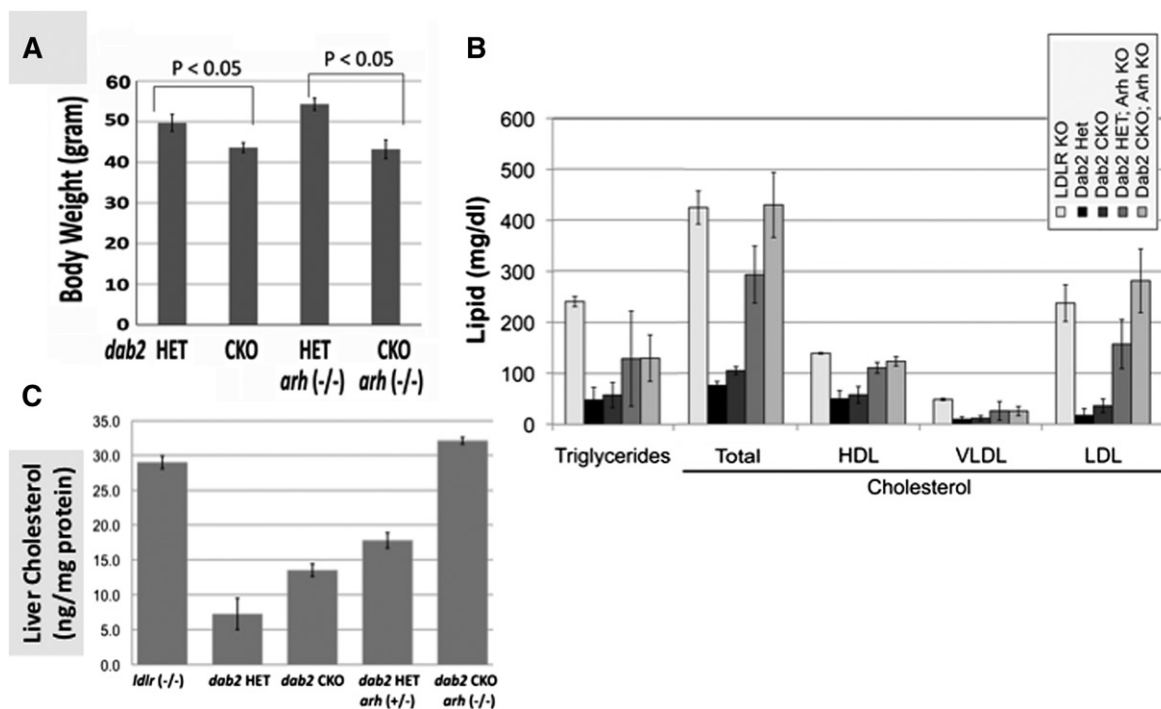 A
P < 0.05
P < 0.05
Body Weight (gram)
60
50
40
30
20
10
0
dab2 HET CKO HET CKO
arh (-/-) arh (-/-)
B
LDLR KO
Dab2 Het
Dab2 CKO
Dab2 HET; Arh KO
Dab2 CKO; Arh KO
Lipid (mg/dl)
600
500
400
300
200
100
0
Triglycerides Total HDL VLDL LDL
Cholesterol
C
Liver Cholesterol
(ng/mg protein)
35.0
30.0
25.0
20.0
15.0
10.0
5.0
0.0
ldlr (-/-) dab2 HET dab2 CKO dab2 HET dab2 CKO
arh (+/-) arh (-/-)